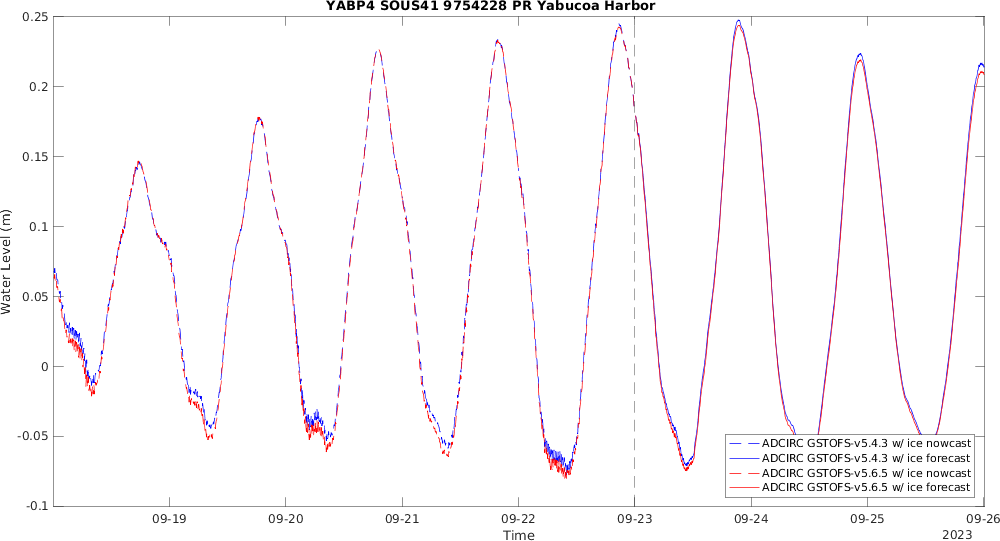 YABP4 SOUS41 9754228 PR Yabucoa Harbor
0.25
0.2
0.15
0.1
0.05
0
-0.05
-0.1
Water Level (m)
ADCIRC GSTOFS-v5.4.3 w/ ice nowcast
ADCIRC GSTOFS-v5.4.3 w/ ice forecast
ADCIRC GSTOFS-v5.6.5 w/ ice nowcast
ADCIRC GSTOFS-v5.6.5 w/ ice forecast
09-19 09-20 09-21 09-22 09-23 09-24 09-25 09-26
Time
2023